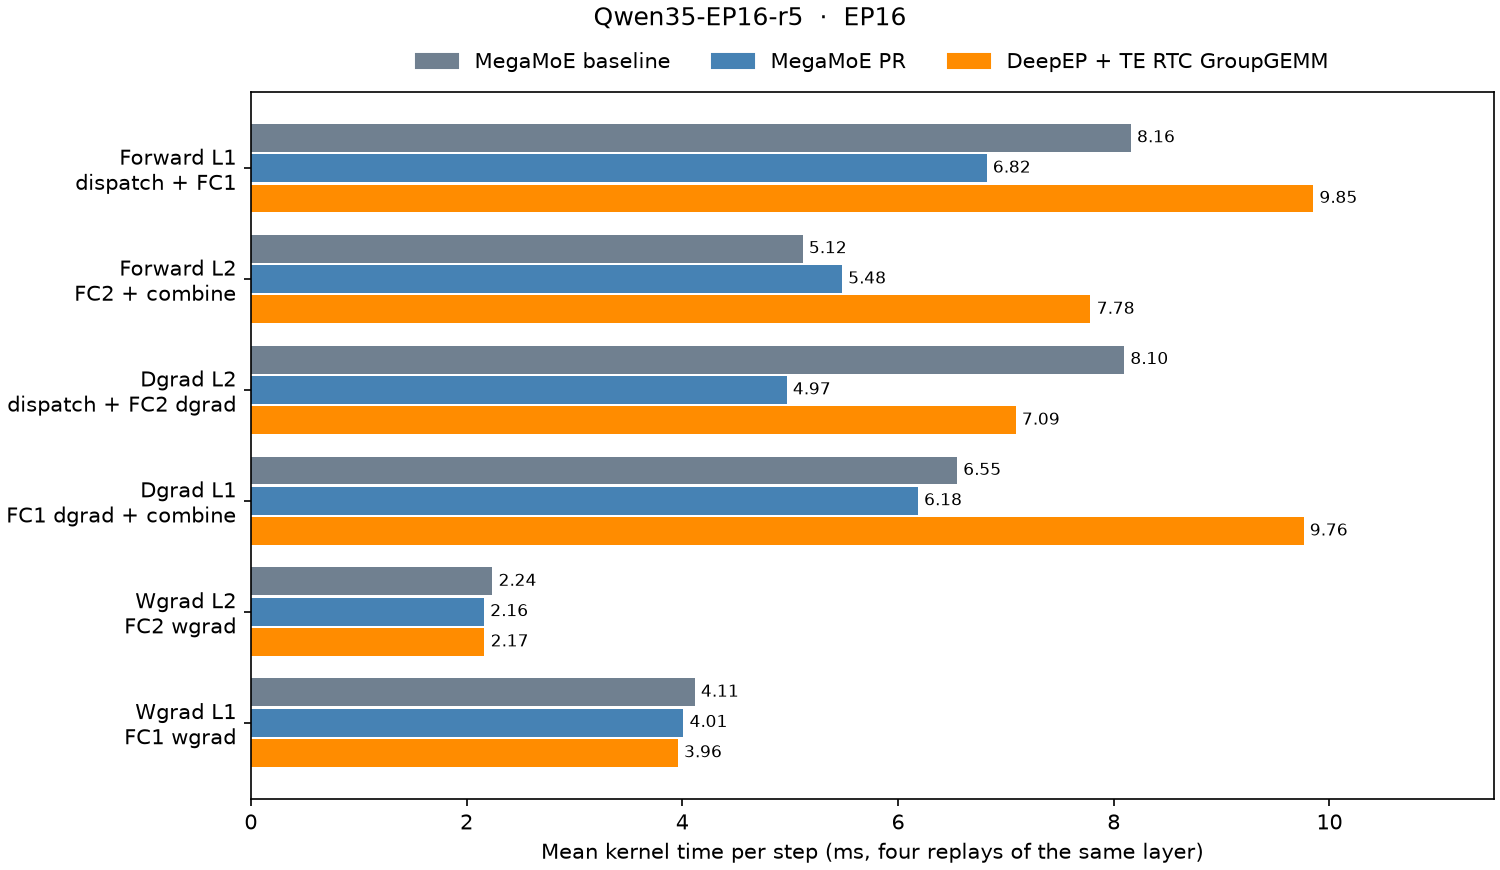 Qwen35-EP16-r5 · EP16
MegaMoE baseline
MegaMoE PR
DeepEP + TE RTC GroupGEMM
Forward L1
dispatch + FC1
8.16
6.82
9.85
Forward L2
FC2 + combine
5.12
5.48
7.78
Dgrad L2
dispatch + FC2 dgrad
8.10
4.97
7.09
Dgrad L1
FC1 dgrad + combine
6.55
6.18
9.76
Wgrad L2
FC2 wgrad
2.24
2.16
2.17
Wgrad L1
FC1 wgrad
4.11
4.01
3.96
0 2 4 6 8 10
Mean kernel time per step (ms, four replays of the same layer)